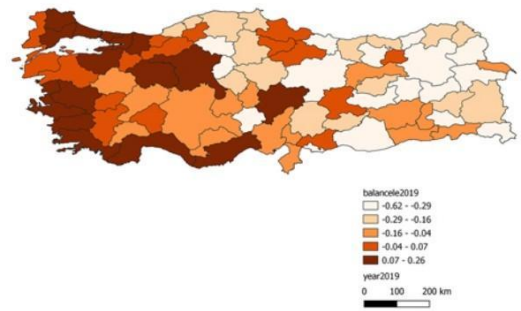 balancele2019
-0.62 - -0.29
-0.29 - -0.16
-0.16 - -0.04
-0.04 - 0.07
0.07 - 0.26
year2019
0 100 200 km